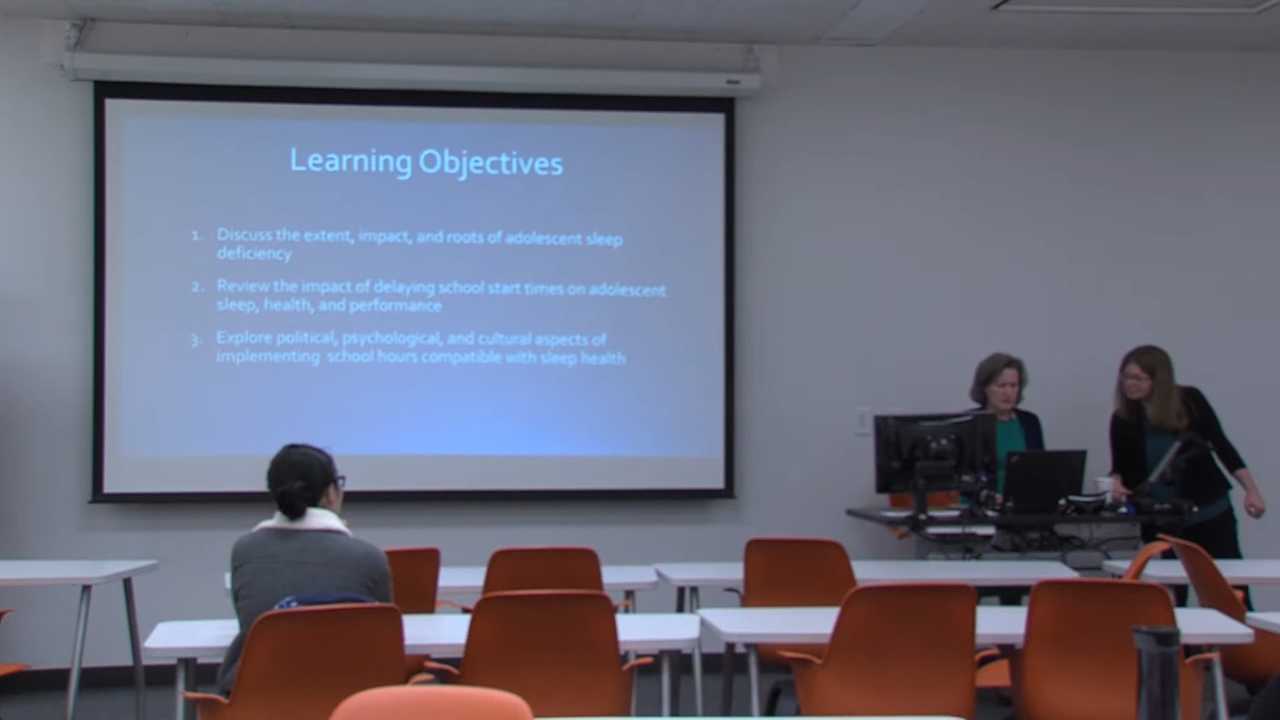 Learning Objectives
1. Discuss the extent, impact, and roots of adolescent sleep
deficiency
2. Review the impact of delaying school start times on adolescent
sleep, health, and performance
3. Explore political, psychological, and cultural aspects of
implementing school hours compatible with sleep health